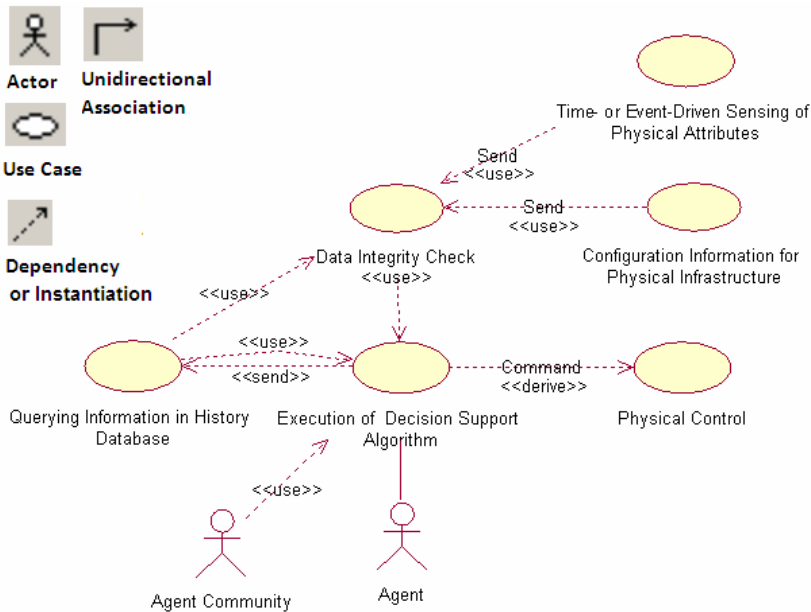 Actor
Unidirectional
Association
Use Case
Dependency
or Instantiation
Time- or Event-Driven Sensing of
Physical Attributes
Send
<<use>>
Send
<<use>>
Configuration Information for
Physical Infrastructure
Data Integrity Check
<<use>>
<<use>>
<<use>>
<<send>>
Querying Information in History
Database
Execution of Decision Support
Algorithm
Command
<<derive>>
Physical Control
<<use>>
Agent Community
Agent